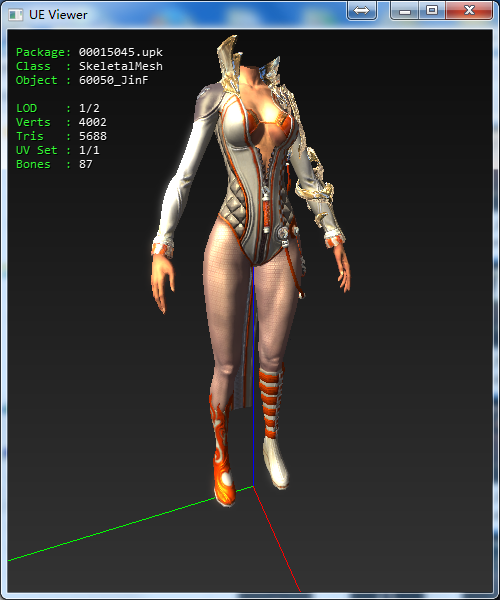 UE Viewer
Package: 00015045.upk
Class  : SkeletalMesh
Object : 60050_JinF
LOD    : 1/2
Verts  : 4002
Tris   : 5688
UV Set : 1/1
Bones  : 87